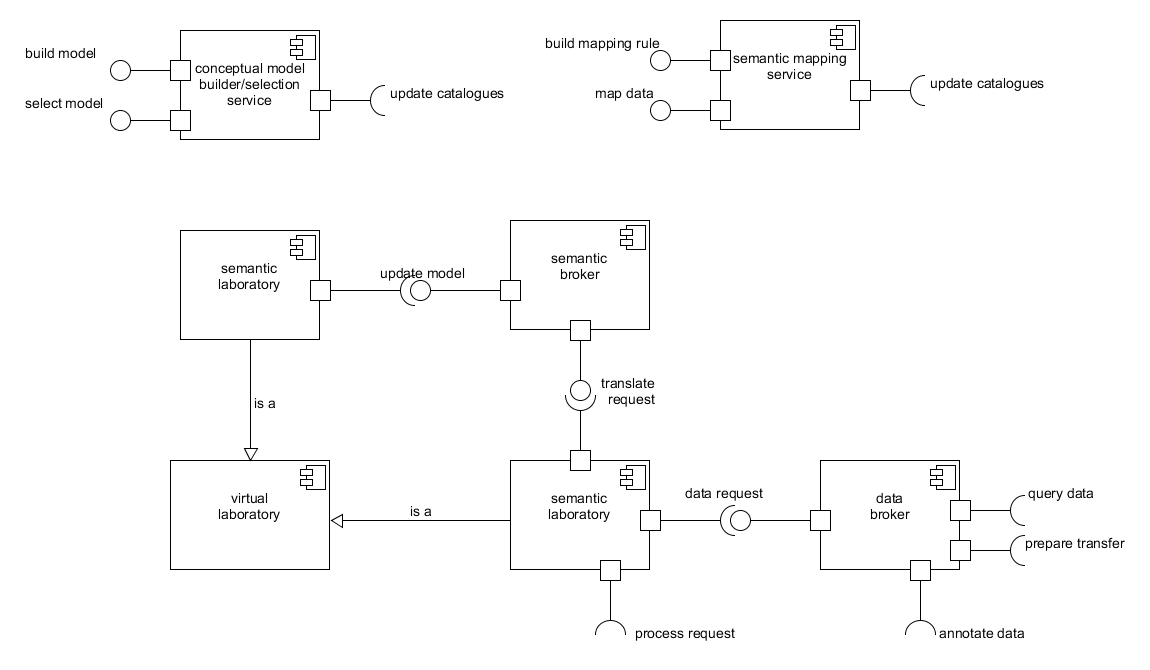 build model
select model
conceptual model
builder/selection
service
update catalogues
build mapping rule
map data
semantic mapping
service
update catalogues
semantic
laboratory
update model
semantic
broker
translate
request
is a
virtual
laboratory
is a
semantic
laboratory
data request
data
broker
query data
prepare transfer
process request
annotate data